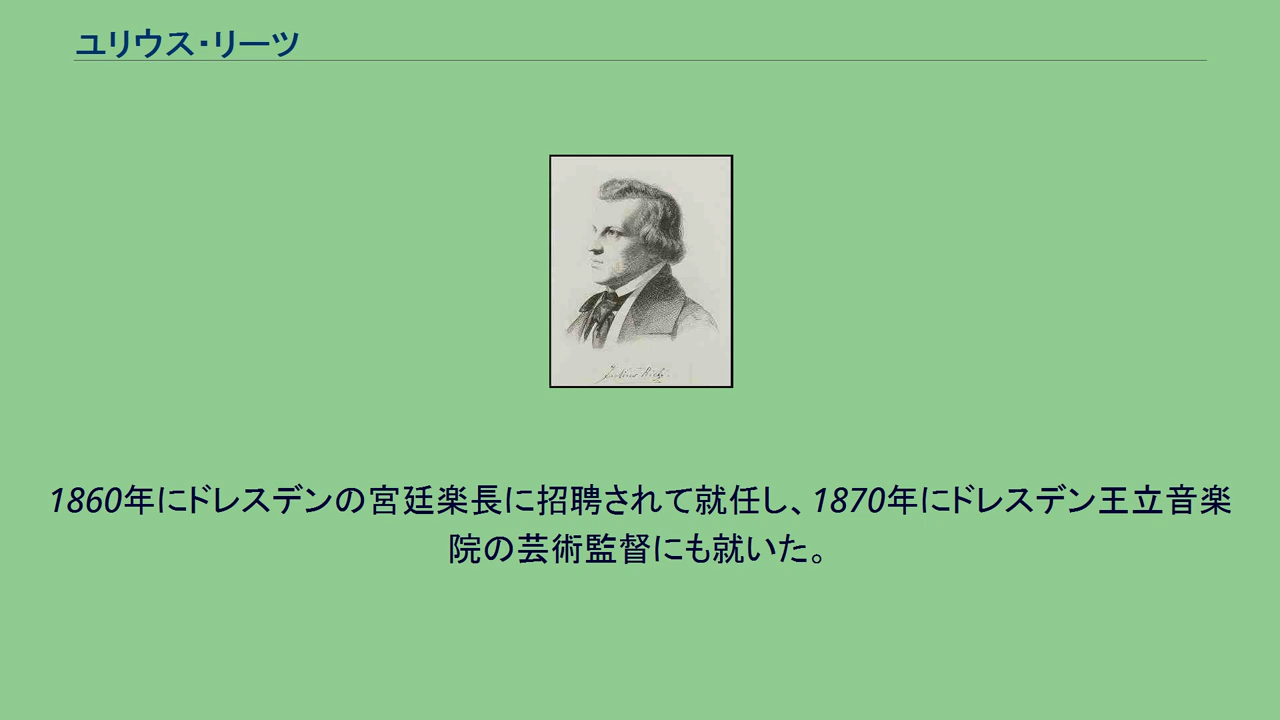 ユリウス・リーツ
Julius Rietz.
1860年にドレスデンの宮廷楽長に招聘されて就任し、1870年にドレスデン王立音楽
院の芸術監督にも就いた。